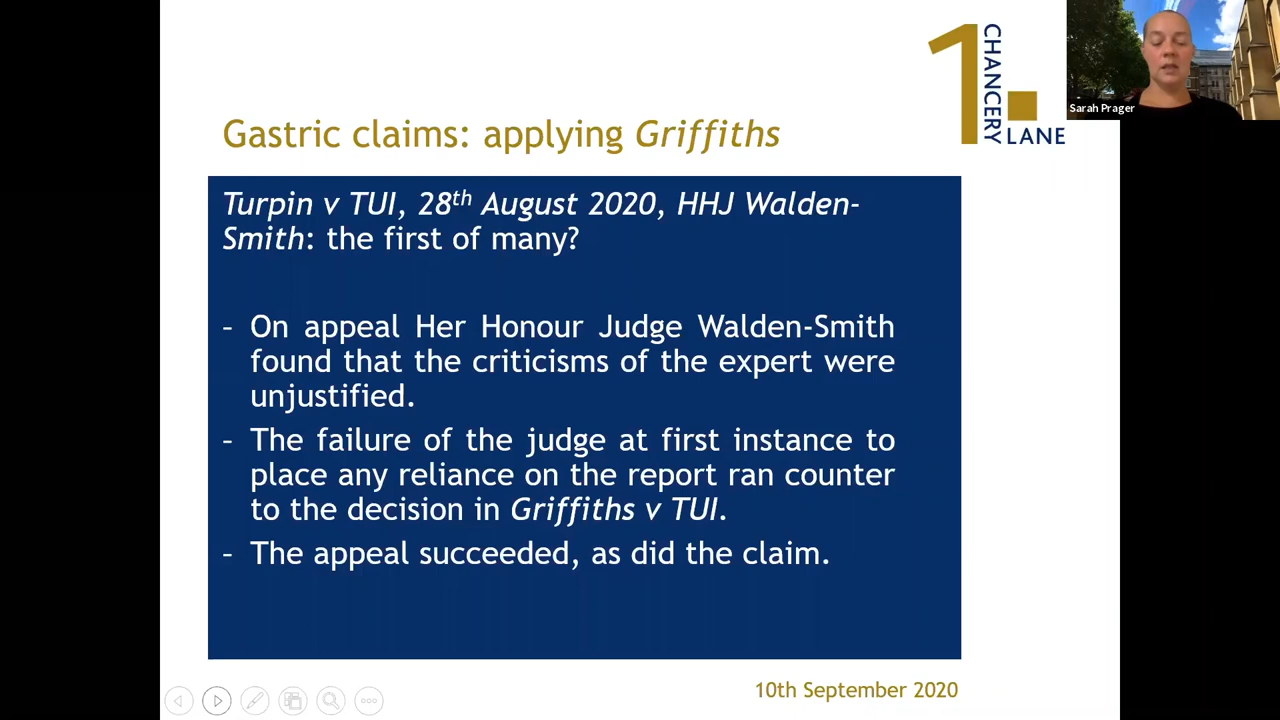 1 CHANCERY LANE
Sarah Prager
Gastric claims: applying Griffiths
Turpin v TUI, 28th August 2020, HHJ Walden-
Smith: the first of many?
- On appeal Her Honour Judge Walden-Smith
found that the criticisms of the expert were
unjustified.
- The failure of the judge at first instance to
place any reliance on the report ran counter
to the decision in Griffiths v TUI.
- The appeal succeeded, as did the claim.
10th September 2020